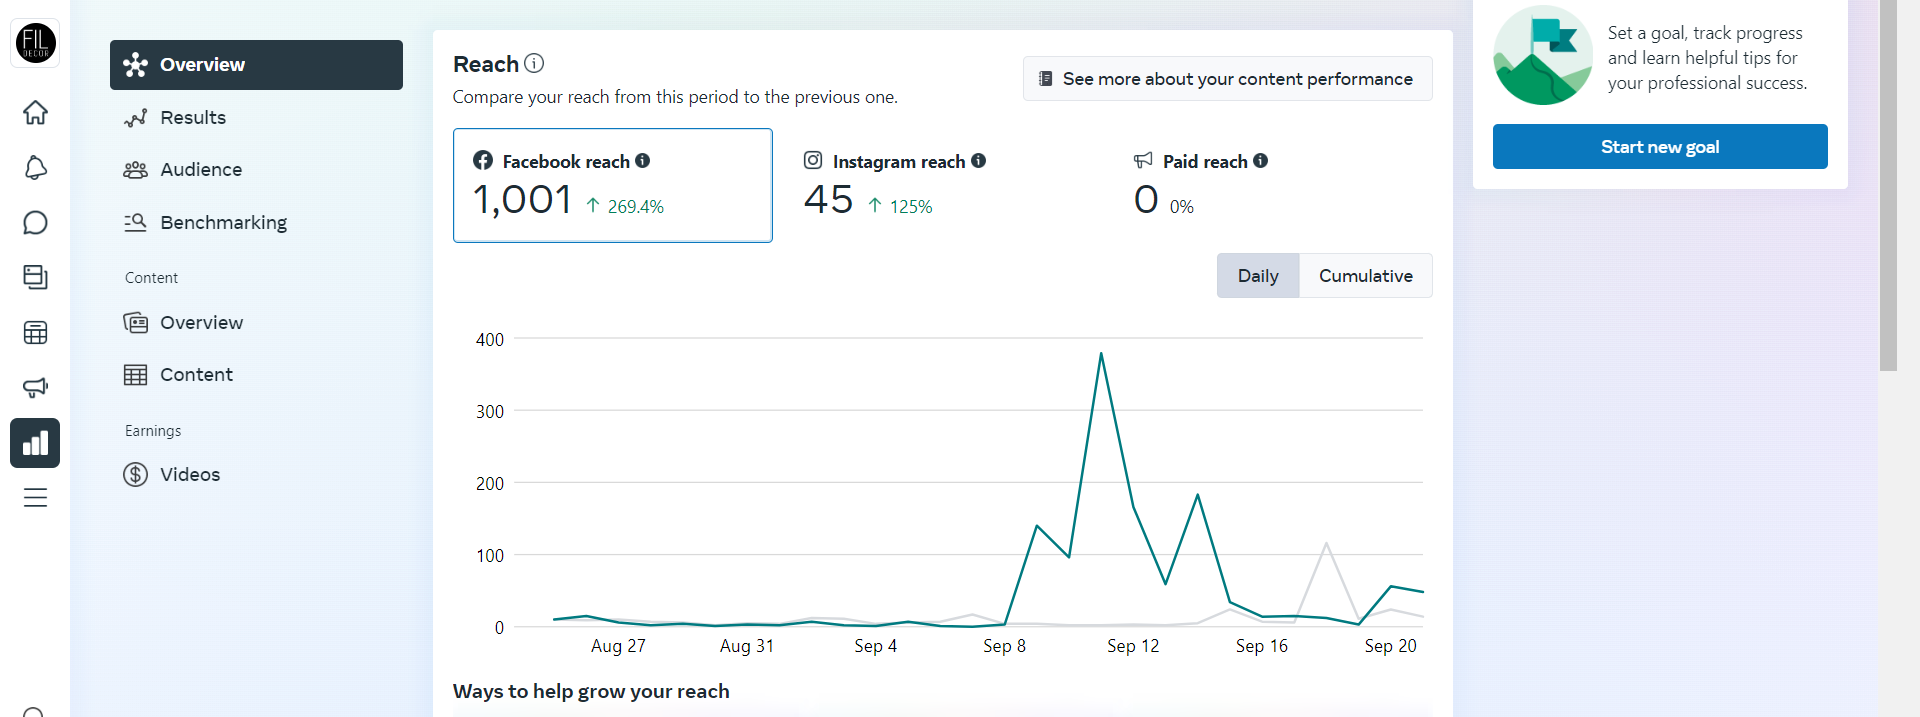 FIL
DECOR
Overview
Results
Audience
Benchmarking
Content
Overview
Content
Earnings
Videos
Reach
Compare your reach from this period to the previous one.
See more about your content performance
Facebook reach
1,001 ↑ 269.4%
Instagram reach
45 ↑ 125%
Paid reach
0 0%
Daily Cumulative
400
300
200
100
0
Aug 27 Aug 31 Sep 4 Sep 8 Sep 12 Sep 16 Sep 20
Ways to help grow your reach
Set a goal, track progress
and learn helpful tips for
your professional success.
Start new goal